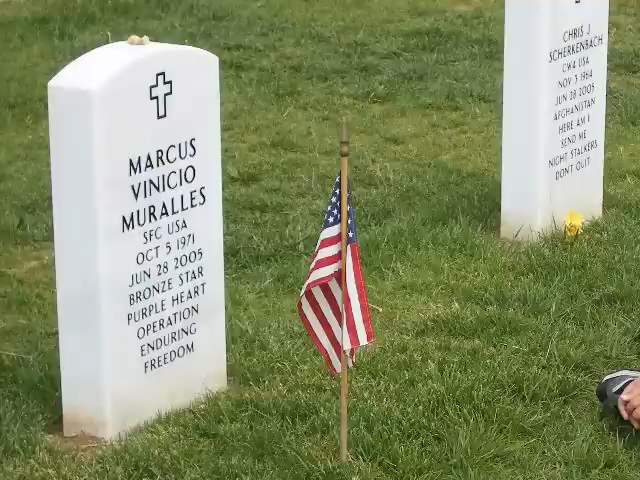 MARCUS
VINICIO
MURALLES
SFC USA
OCT 5 1971
JUN 28 2005
BRONZE STAR
PURPLE HEART
OPERATION
ENDURING
FREEDOM
CHRIS J
SCHERKENBACH
CW4 USA
NOV 3 1964
JUN 28 2005
AFGHANISTAN
HERE AM I
SEND ME
NIGHT STALKERS
DONT QUIT